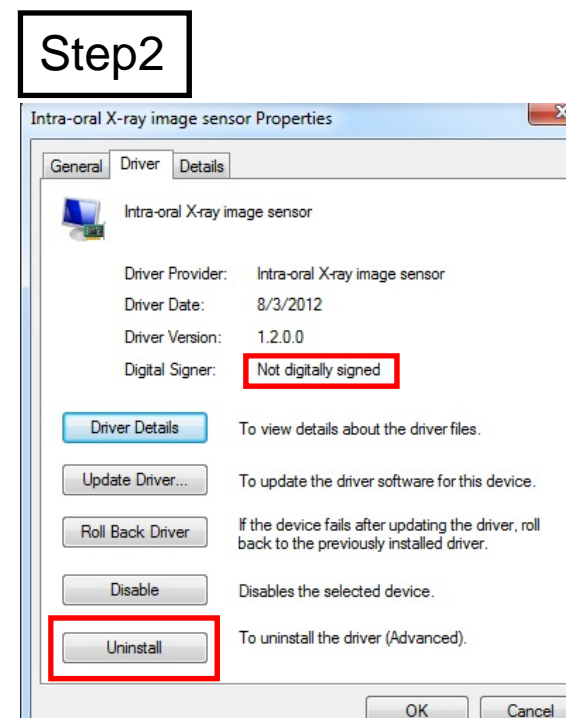 Step2
Intra-oral X-ray image sensor Properties
General Driver Details
Intra-oral X-ray image sensor
Driver Provider: Intra-oral X-ray image sensor
Driver Date: 8/3/2012
Driver Version: 1.2.0.0
Digital Signer: Not digitally signed
Driver Details To view details about the driver files.
Update Driver... To update the driver software for this device.
Roll Back Driver If the device fails after updating the driver, roll
back to the previously installed driver.
Disable Disables the selected device.
Uninstall To uninstall the driver (Advanced).
OK Cancel